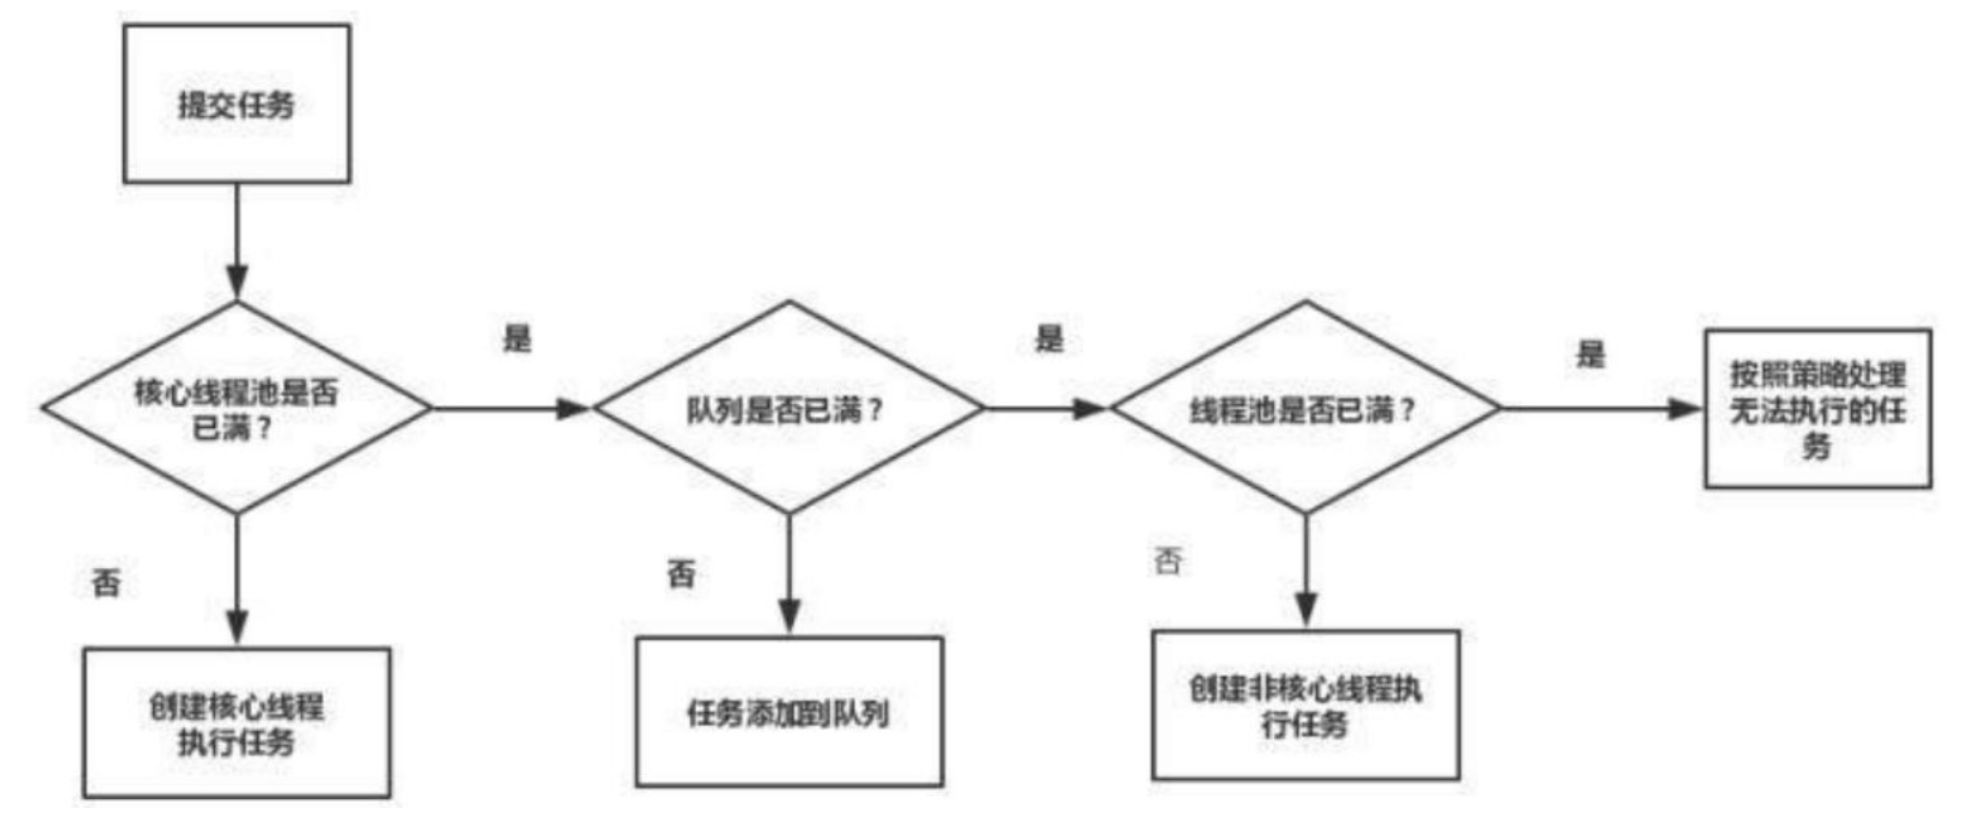 提交任务
核心线程池是否
已满？
是
队列是否已满？
是
线程池是否已满？
是
按照策略处理
无法执行的任
务
否
创建核心线程
执行任务
否
任务添加到队列
否
创建非核心线程执
行任务